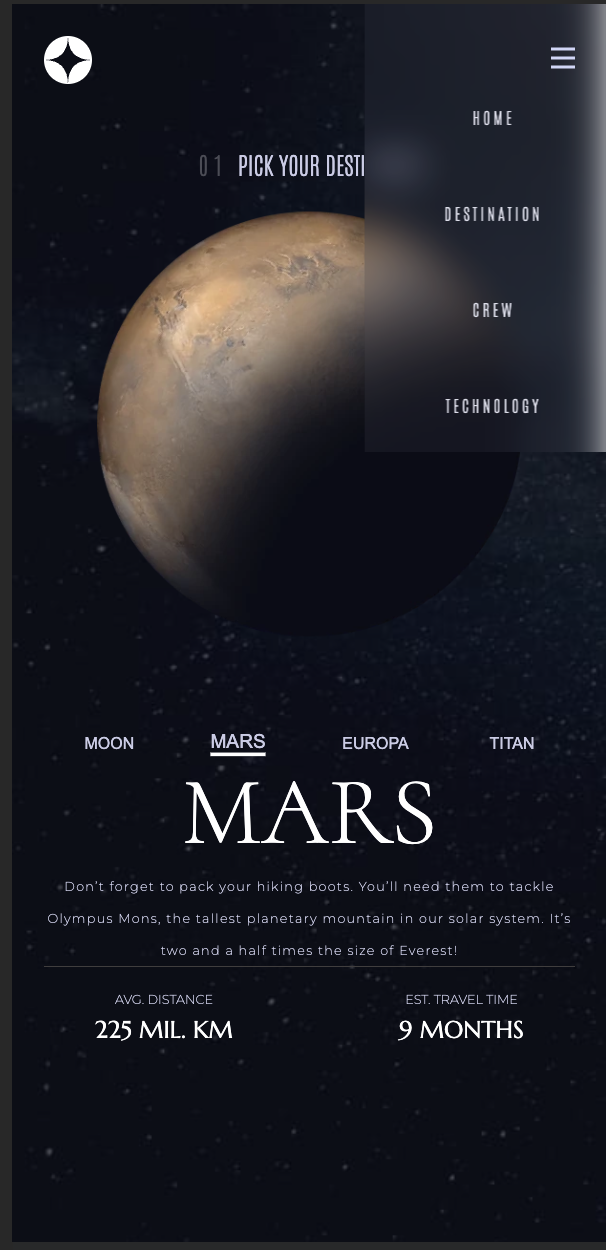 HOME
01 PICK YOUR DESTI
DESTINATION
CREW
TECHNOLOGY
MOON MARS EUROPA TITAN
MARS
Don’t forget to pack your hiking boots. You’ll need them to tackle
Olympus Mons, the tallest planetary mountain in our solar system. It’s
two and a half times the size of Everest!
AVG. DISTANCE EST. TRAVEL TIME
225 MIL. KM 9 MONTHS